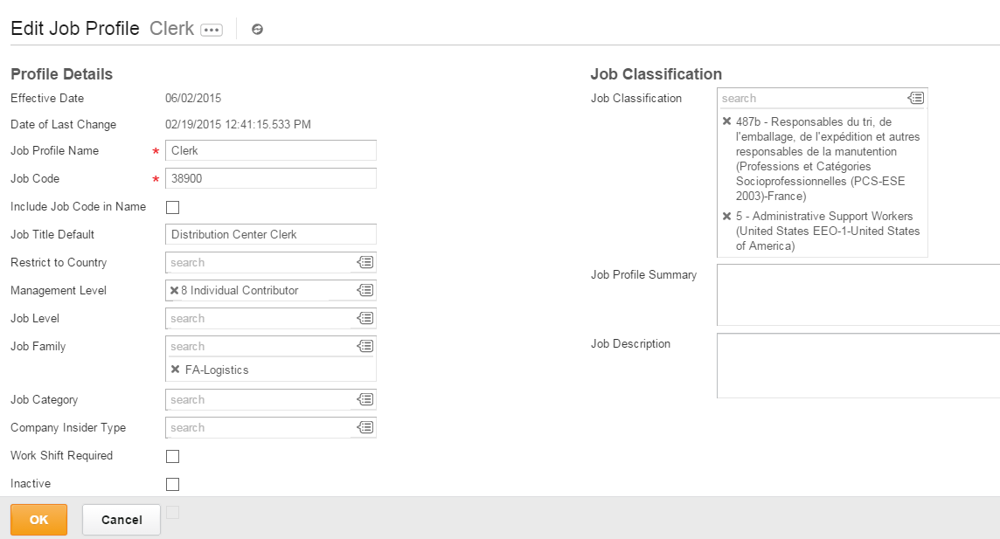 Edit Job Profile Clerk
Profile Details
Effective Date 06/02/2015
Date of Last Change 02/19/2015 12:41:15.533 PM
Job Profile Name * Clerk
Job Code * 38900
Include Job Code in Name
Job Title Default Distribution Center Clerk
Restrict to Country search
Management Level 8 Individual Contributor
Job Level search
Job Family search
FA-Logistics
Job Category search
Company Insider Type search
Work Shift Required
Inactive
Job Classification
Job Classification search
487b - Responsables du tri, de
l'emballage, de l'expédition et autres
responsables de la manutention
(Professions et Catégories
Socioprofessionnelles (PCS-ESE
2003)-France)
5 - Administrative Support Workers
(United States EEO-1-United States
of America)
Job Profile Summary
Job Description
OK Cancel